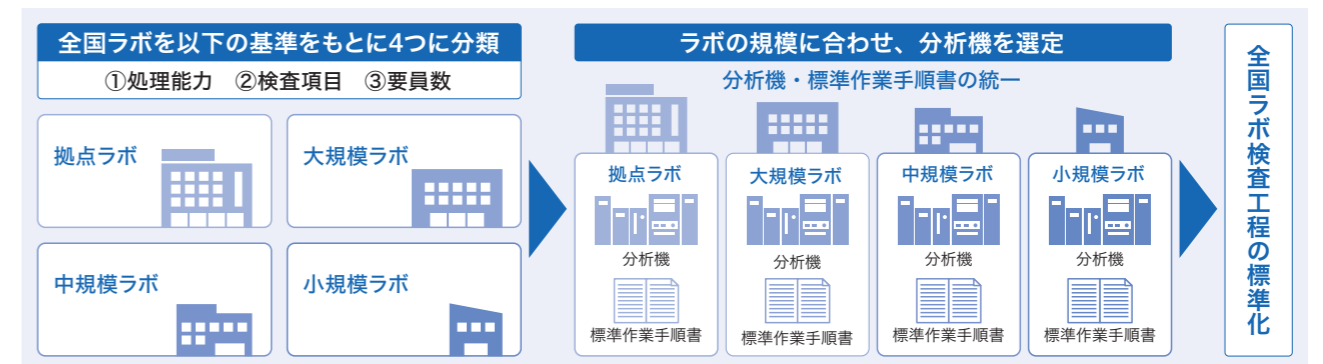 全国ラボを以下の基準をもとに4つに分類
①処理能力 ②検査項目 ③要員数
拠点ラボ
大規模ラボ
中規模ラボ
小規模ラボ
ラボの規模に合わせ、分析機を選定
分析機・標準作業手順書の統一
拠点ラボ
分析機
標準作業手順書
大規模ラボ
分析機
標準作業手順書
中規模ラボ
分析機
標準作業手順書
小規模ラボ
分析機
標準作業手順書
全国ラボ検査工程の標準化